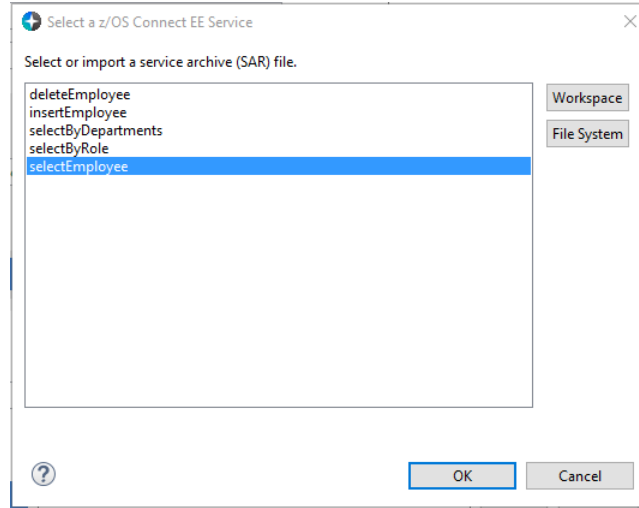 Select a z/OS Connect EE Service
Select or import a service archive (SAR) file.
deleteEmployee
insertEmployee
selectByDepartments
selectByRole
selectEmployee
Workspace
File System
?
OK
Cancel